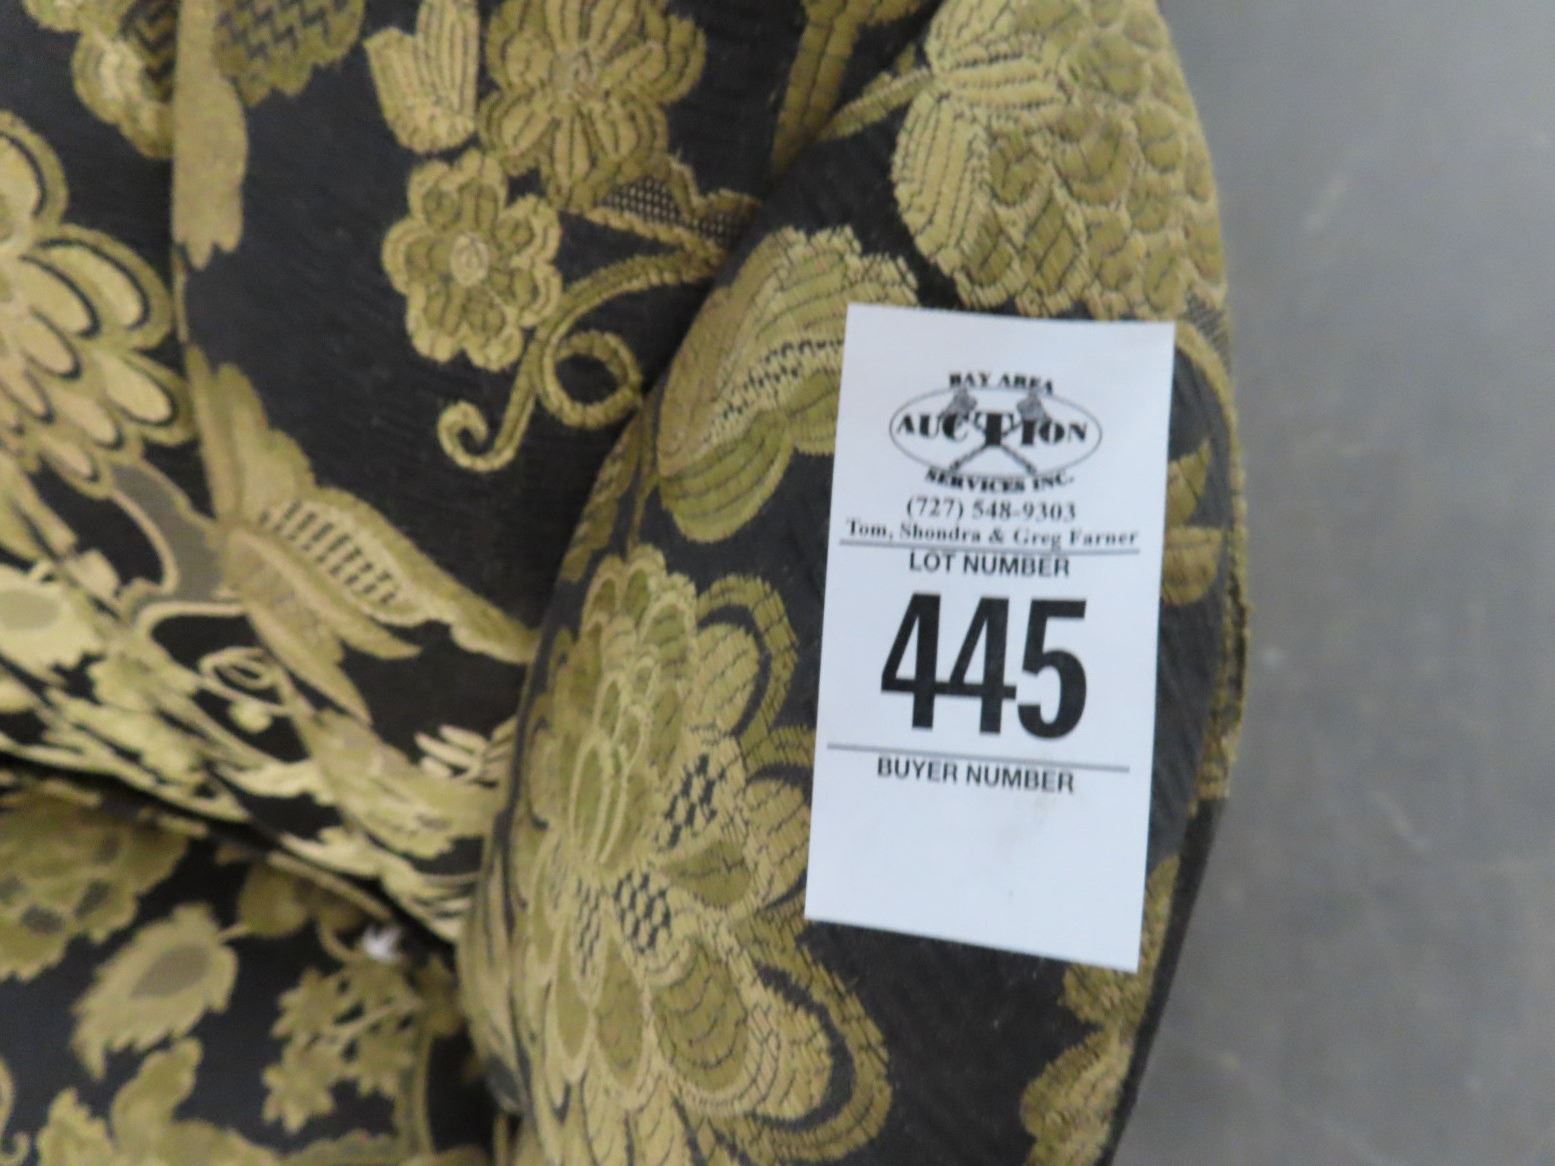 BAY AREA
AUCTION
SERVICES INC.
(727) 548-9303
Tom, Shondra & Greg Farner
LOT NUMBER
445
BUYER NUMBER